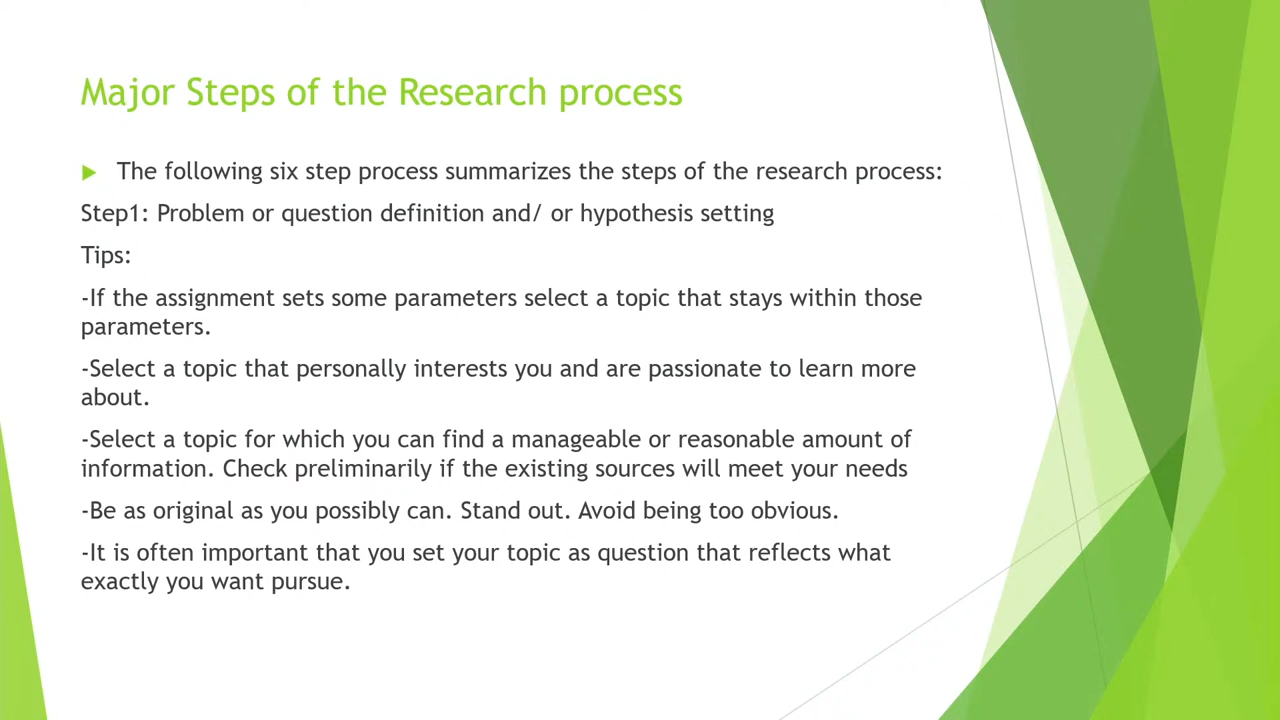 Major Steps of the Research process
The following six step process summarizes the steps of the research process:
Step1: Problem or question definition and/ or hypothesis setting
Tips:
-If the assignment sets some parameters select a topic that stays within those
parameters.
-Select a topic that personally interests you and are passionate to learn more
about.
-Select a topic for which you can find a manageable or reasonable amount of
information. Check preliminarily if the existing sources will meet your needs
-Be as original as you possibly can. Stand out. Avoid being too obvious.
-It is often important that you set your topic as question that reflects what
exactly you want pursue.